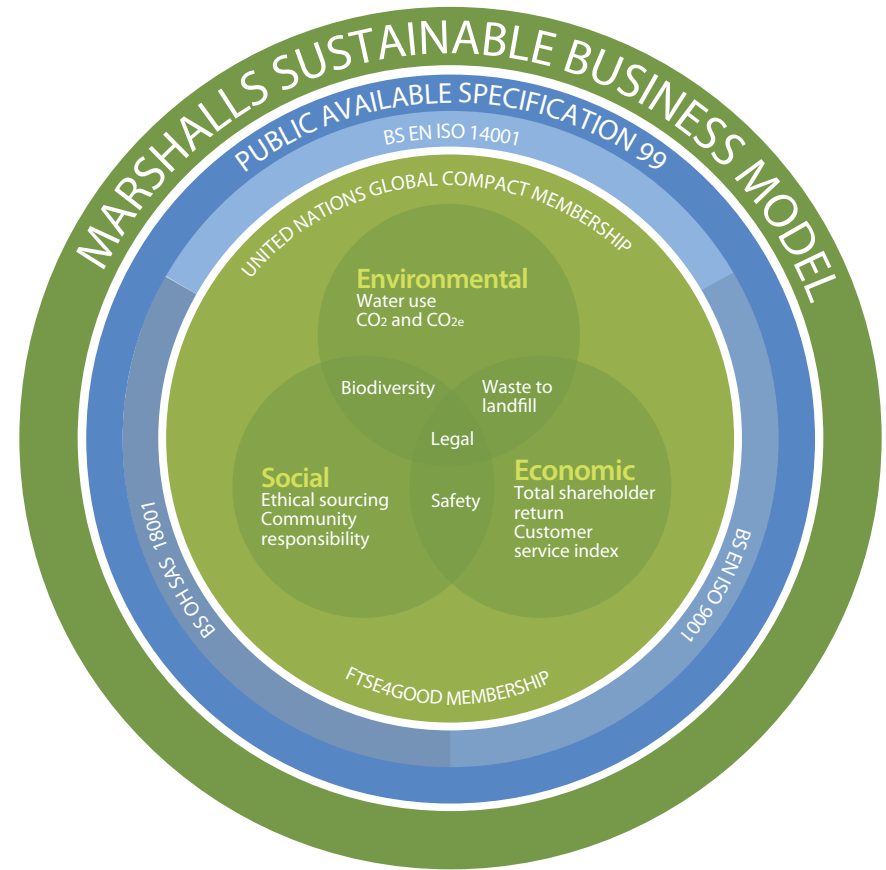 MARSHALLS SUSTAINABLE BUSINESS MODEL
PUBLIC AVAILABLE SPECIFICATION 99
BS EN ISO 14001
UNITED NATIONS GLOBAL COMPACT MEMBERSHIP
Environmental
Water use
CO2 and CO2e
Biodiversity
Waste to
landfill
Legal
Social
Ethical sourcing
Community
responsibility
Safety
Economic
Total shareholder
return
Customer
service index
BS OH SAS 18001
BS EN ISO 9001
FTSE4GOOD MEMBERSHIP